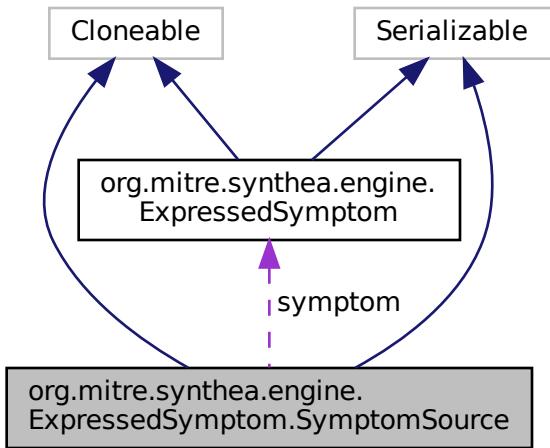 Cloneable
Serializable
org.mitre.synthea.engine.
ExpressedSymptom
symptom
org.mitre.synthea.engine.
ExpressedSymptom.SymptomSource